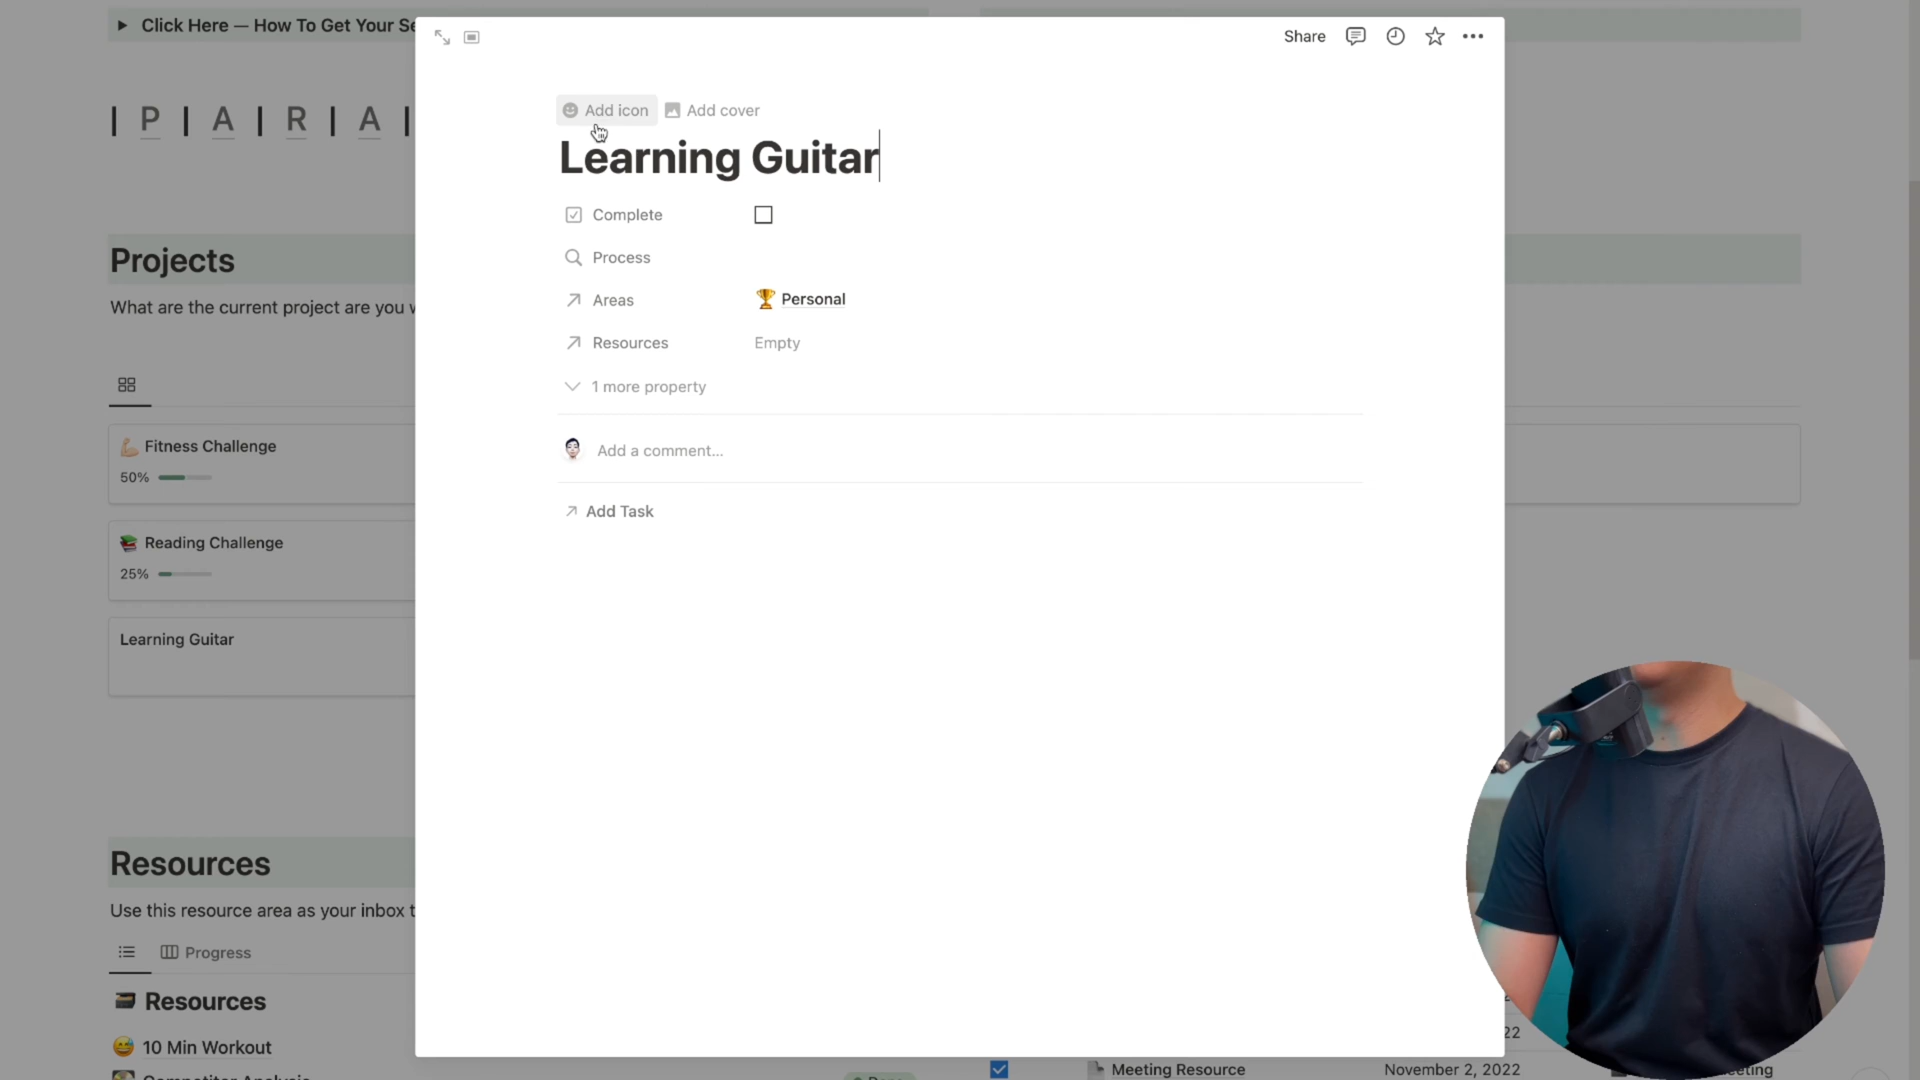 Click Here — How To Get Your Se
| P | A | R | A |
Projects
What are the current project are you w
Fitness Challenge
50%
Reading Challenge
25%
Learning Guitar
Resources
Use this resource area as your inbox t
Progress
Resources
10 Min Workout
Share
Add icon Add cover
Learning Guitar
Complete
Process
Areas Personal
Resources Empty
1 more property
Add a comment...
Add Task
22
Meeting Resource November 2, 2022